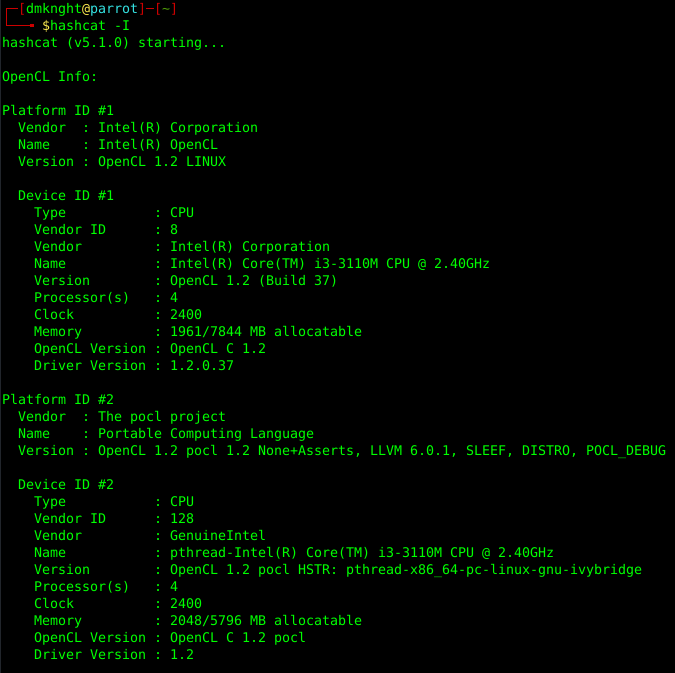 ┌─[dmknght@parrot]─[~]
└──╼ $hashcat -I
hashcat (v5.1.0) starting...

OpenCL Info:

Platform ID #1
  Vendor  : Intel(R) Corporation
  Name    : Intel(R) OpenCL
  Version : OpenCL 1.2 LINUX

  Device ID #1
    Type           : CPU
    Vendor ID      : 8
    Vendor         : Intel(R) Corporation
    Name           : Intel(R) Core(TM) i3-3110M CPU @ 2.40GHz
    Version        : OpenCL 1.2 (Build 37)
    Processor(s)   : 4
    Clock          : 2400
    Memory         : 1961/7844 MB allocatable
    OpenCL Version : OpenCL C 1.2
    Driver Version : 1.2.0.37

Platform ID #2
  Vendor  : The pocl project
  Name    : Portable Computing Language
  Version : OpenCL 1.2 pocl 1.2 None+Asserts, LLVM 6.0.1, SLEEF, DISTRO, POCL_DEBUG

  Device ID #2
    Type           : CPU
    Vendor ID      : 128
    Vendor         : GenuineIntel
    Name           : pthread-Intel(R) Core(TM) i3-3110M CPU @ 2.40GHz
    Version        : OpenCL 1.2 pocl HSTR: pthread-x86_64-pc-linux-gnu-ivybridge
    Processor(s)   : 4
    Clock          : 2400
    Memory         : 2048/5796 MB allocatable
    OpenCL Version : OpenCL C 1.2 pocl
    Driver Version : 1.2